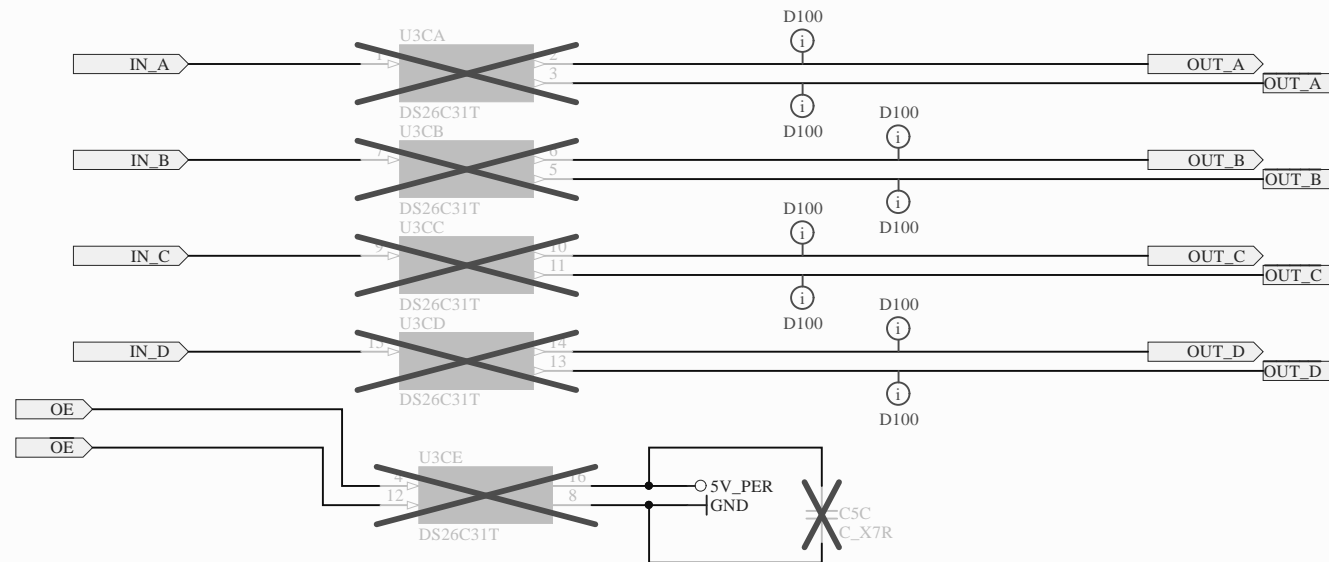 D100
U3CA
IN_A 1 2 OUT_A
3 OUT_A
DS26C31T D100
U3CB D100
IN_B 7 6 OUT_B
5 OUT_B
DS26C31T D100
U3CC D100
IN_C 9 10 OUT_C
11 OUT_C
DS26C31T D100
U3CD D100
IN_D 15 14 OUT_D
13 OUT_D
DS26C31T D100
OE
OE
U3CE
4 16 5V_PER
12 8 GND C5C
DS26C31T C_X7R